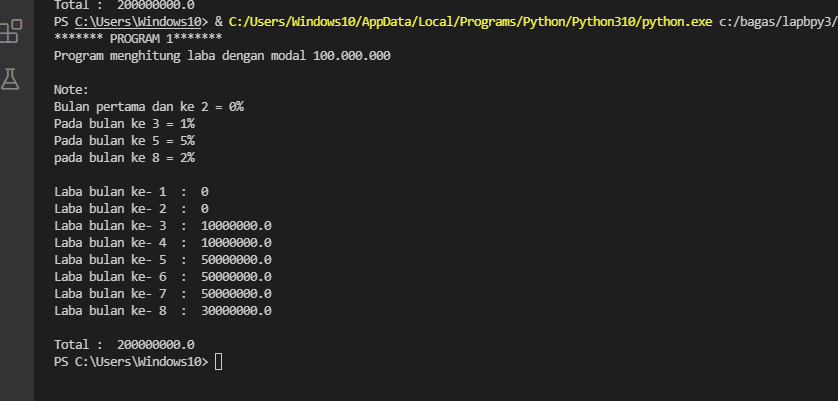 Total :  200000000.0
PS C:\Users\Windows10> & C:/Users/Windows10/AppData/Local/Programs/Python/Python310/python.exe c:/bagas/lapbpy3/
******* PROGRAM 1*******
Program menghitung laba dengan modal 100.000.000
Note:
Bulan pertama dan ke 2 = 0%
Pada bulan ke 3 = 1%
Pada bulan ke 5 = 5%
pada bulan ke 8 = 2%
Laba bulan ke- 1  :  0
Laba bulan ke- 2  :  0
Laba bulan ke- 3  :  10000000.0
Laba bulan ke- 4  :  10000000.0
Laba bulan ke- 5  :  50000000.0
Laba bulan ke- 6  :  50000000.0
Laba bulan ke- 7  :  50000000.0
Laba bulan ke- 8  :  30000000.0
Total :  200000000.0
PS C:\Users\Windows10>